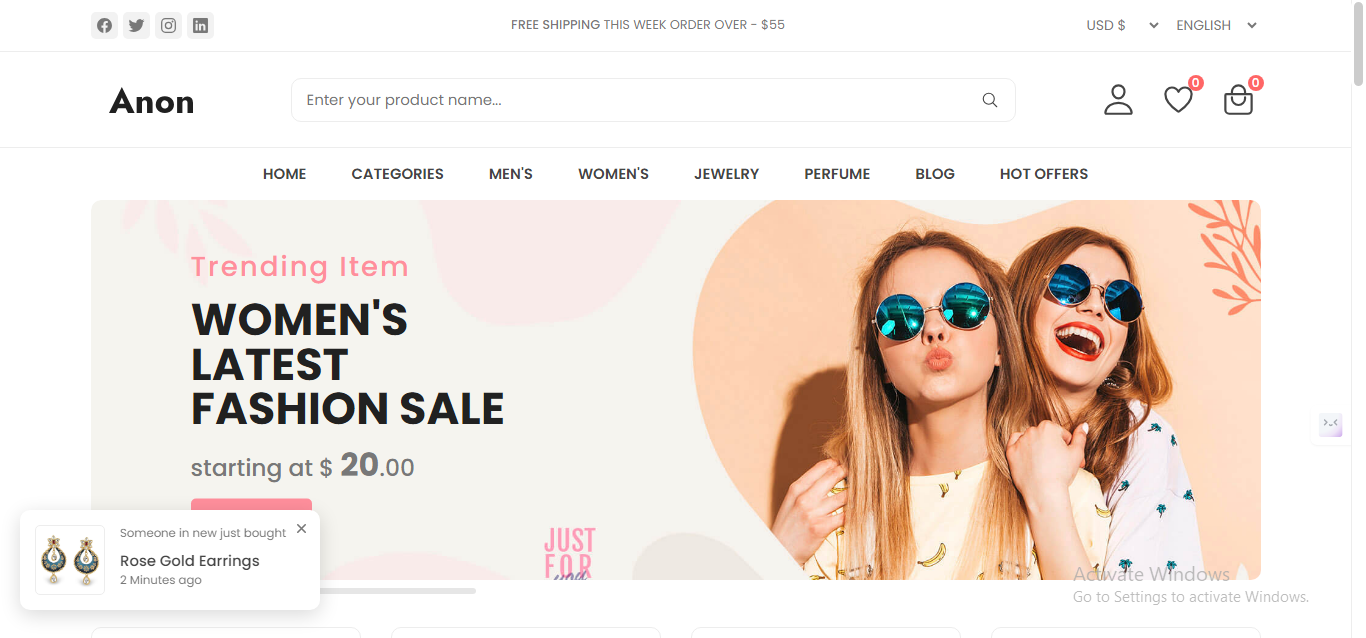 FREE SHIPPING THIS WEEK ORDER OVER - $55
USD $
ENGLISH
Anon
Enter your product name...
0
0
HOME
CATEGORIES
MEN'S
WOMEN'S
JEWELRY
PERFUME
BLOG
HOT OFFERS
Trending Item
WOMEN'S
LATEST
FASHION SALE
starting at $ 20.00
JUST
FOR
you
Someone in new just bought
Rose Gold Earrings
2 Minutes ago
Activate Windows
Go to Settings to activate Windows.